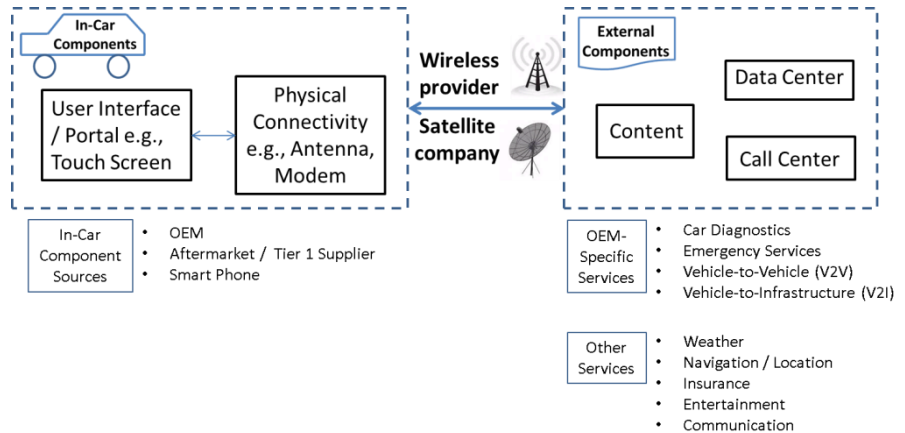 In-Car
Components
User Interface
/ Portal e.g.,
Touch Screen
Physical
Connectivity
e.g., Antenna,
Modem
Wireless
provider
Satellite
company
External
Components
Content
Data Center
Call Center
In-Car
Component
Sources
• OEM
• Aftermarket / Tier 1 Supplier
• Smart Phone
OEM-
Specific
Services
• Car Diagnostics
• Emergency Services
• Vehicle-to-Vehicle (V2V)
• Vehicle-to-Infrastructure (V2I)
Other
Services
• Weather
• Navigation / Location
• Insurance
• Entertainment
• Communication